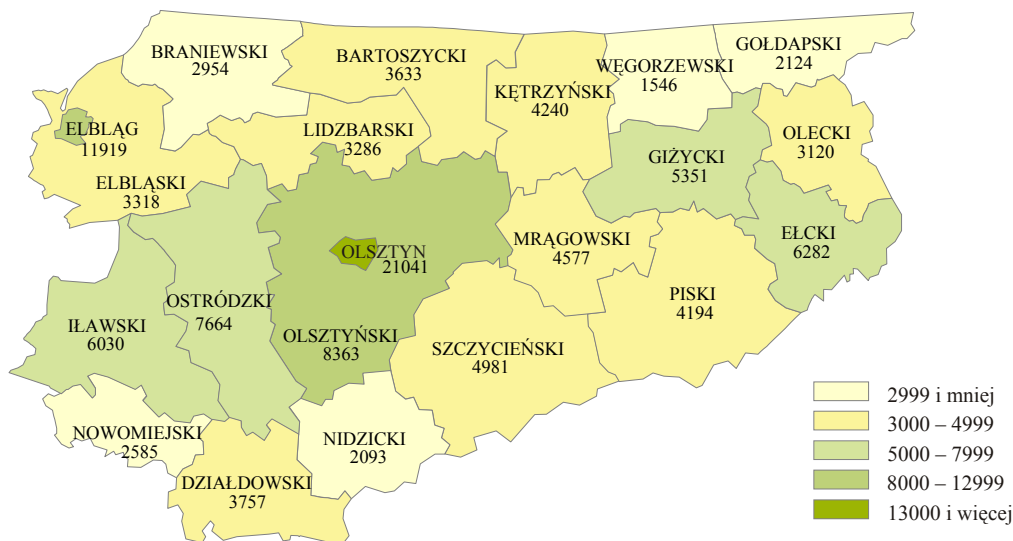 BRANIEWSKI
2954
BARTOSZYCKI
3633
KĘTRZYŃSKI
4240
WĘGORZEWSKI
1546
GOŁDAPSKI
2124
ELBLĄG
11919
ELBLĄSKI
3318
LIDZBARSKI
3286
GIŻYCKI
5351
OLECKI
3120
EŁCKI
6282
MRĄGOWSKI
4577
OLSZTYN
21041
PISKI
4194
OSTRÓDZKI
7664
IŁAWSKI
6030
OLSZTYŃSKI
8363
SZCZYCIEŃSKI
4981
NOWOMIEJSKI
2585
NIDZICKI
2093
DZIAŁDOWSKI
3757
2999 i mniej
3000 – 4999
5000 – 7999
8000 – 12999
13000 i więcej